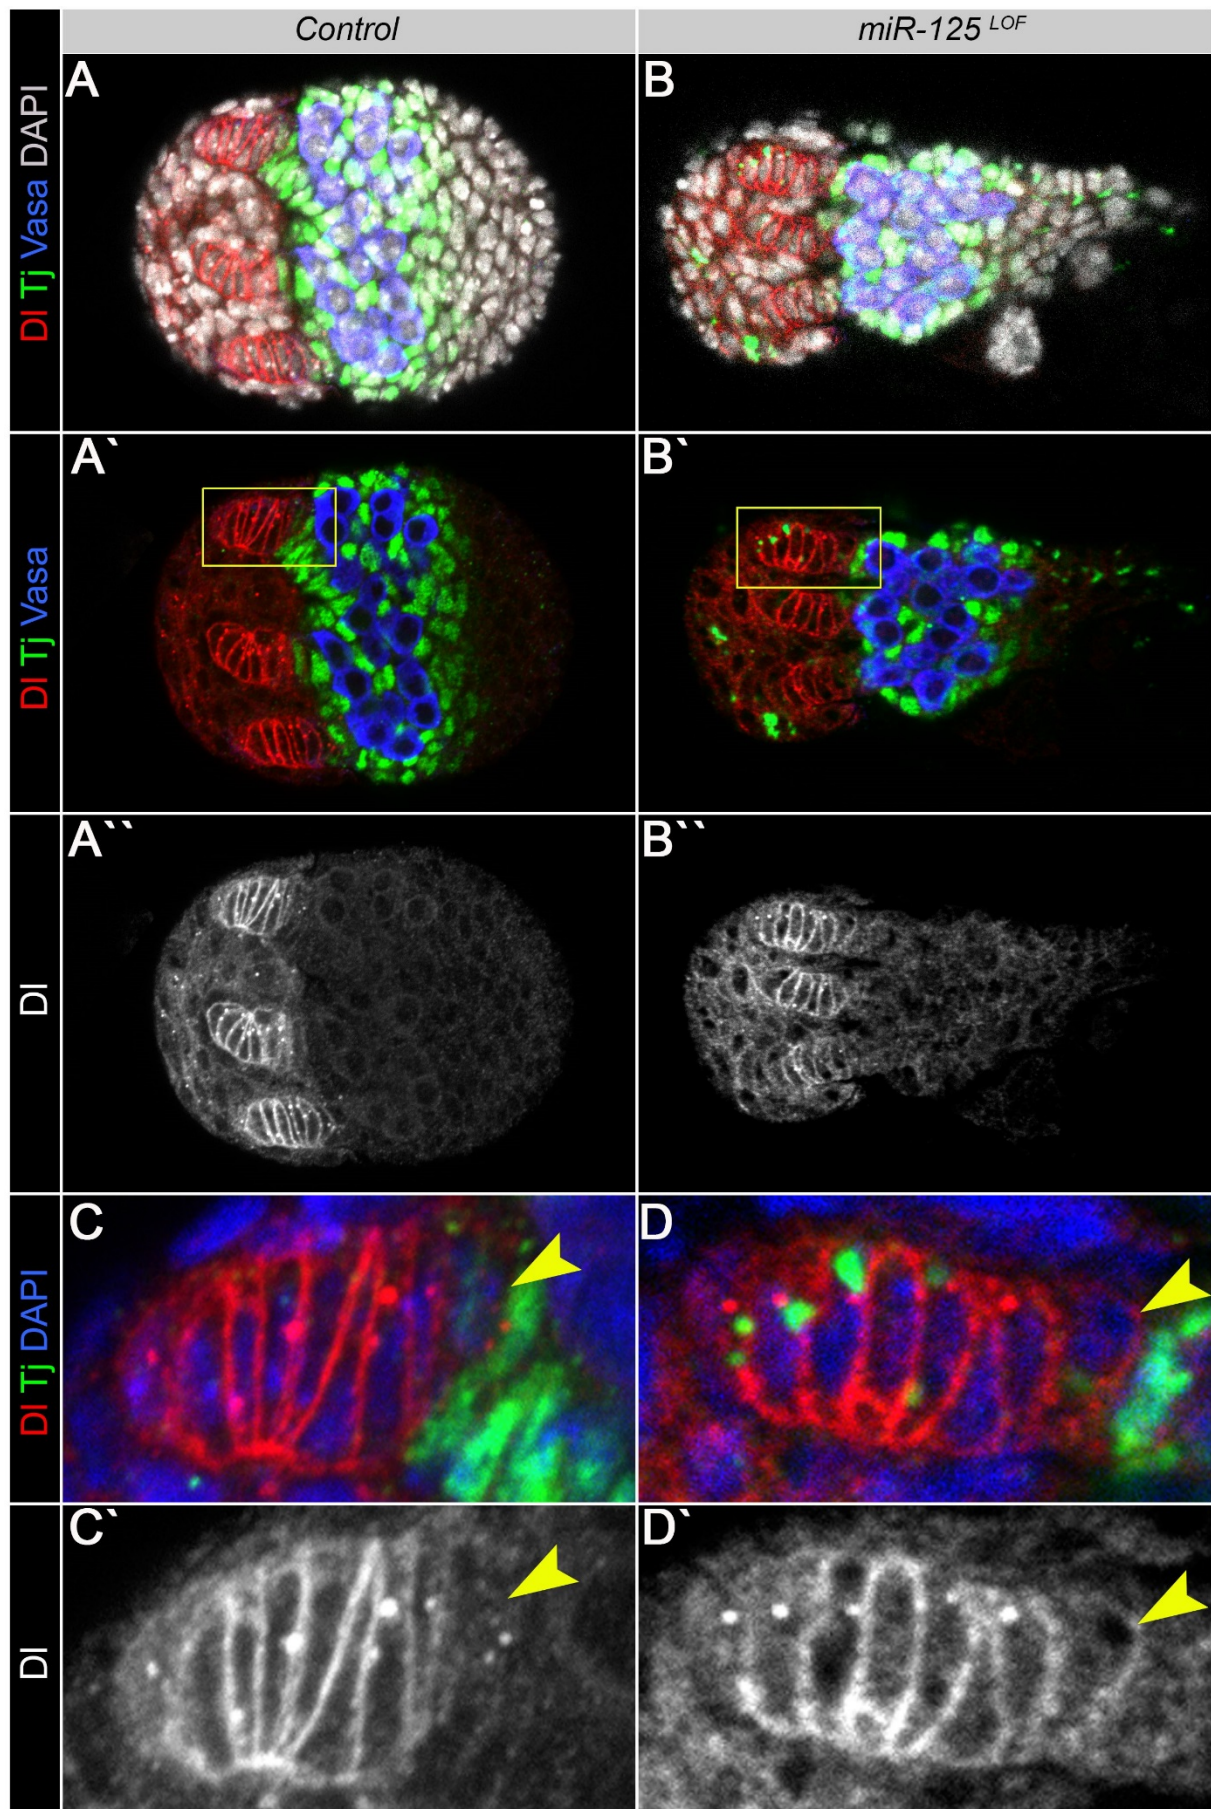 Control
miR-125 LOF
Dl Tj Vasa DAPI
A
B
Dl Tj Vasa
A`
B`
Dl
A``
B``
Dl Tj DAPI
C
D
Dl
C`
D`